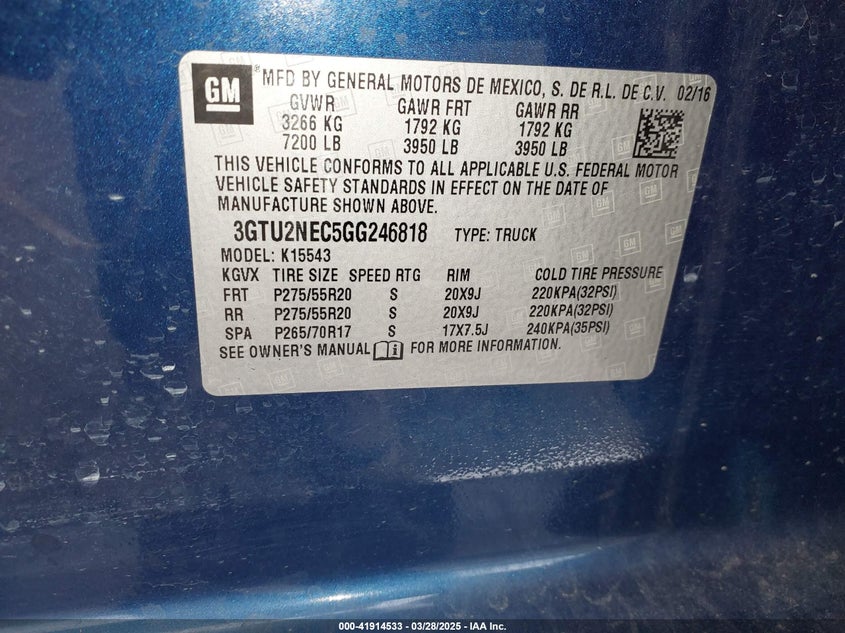 GM ® MFD BY GENERAL MOTORS DE MEXICO, S. DE R.L. DE C.V. 02/16
GVWR GAWR FRT GAWR RR
3266 KG 1792 KG 1792 KG
7200 LB 3950 LB 3950 LB
THIS VEHICLE CONFORMS TO ALL APPLICABLE U.S. FEDERAL MOTOR
VEHICLE SAFETY STANDARDS IN EFFECT ON THE DATE OF
MANUFACTURE SHOWN ABOVE.
3GTU2NEC5GG246818 TYPE: TRUCK
MODEL: K15543
KGVX TIRE SIZE SPEED RTG RIM COLD TIRE PRESSURE
FRT P275/55R20 S 20X9J 220KPA(32PSI)
RR P275/55R20 S 20X9J 220KPA(32PSI)
SPA P265/70R17 S 17X7.5J 240KPA(35PSI)
SEE OWNER'S MANUAL i FOR MORE INFORMATION.
000-41914533 — 03/28/2025 — IAA Inc.